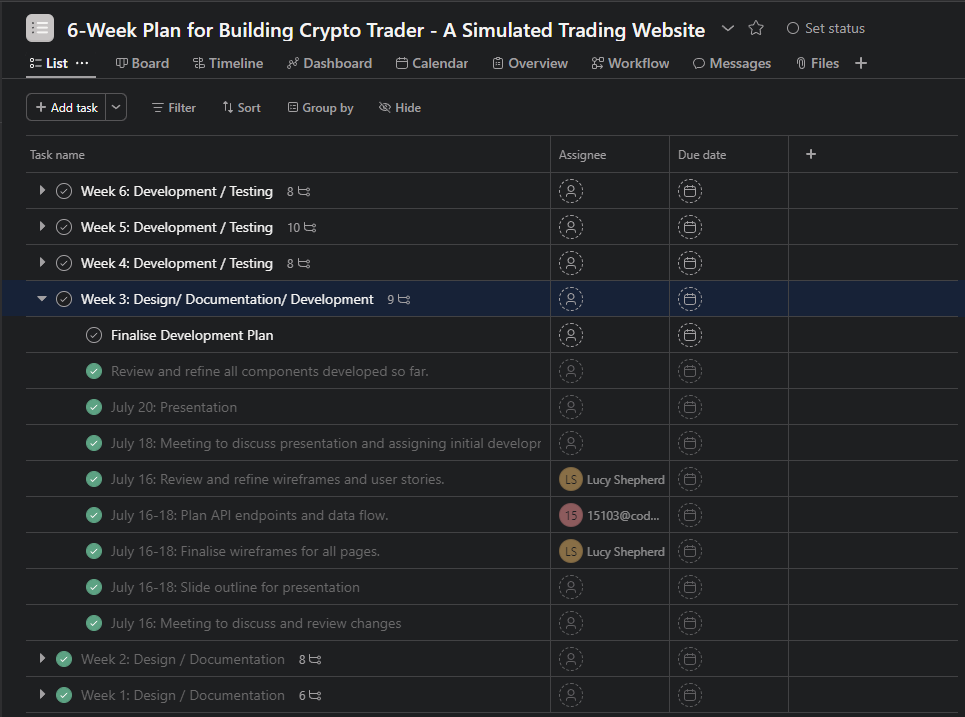 6-Week Plan for Building Crypto Trader - A Simulated Trading Website Set status
List ··· Board Timeline Dashboard Calendar Overview Workflow Messages Files +
+ Add task Filter Sort Group by Hide
Task name Assignee Due date +
Week 6: Development / Testing 8
Week 5: Development / Testing 10
Week 4: Development / Testing 8
Week 3: Design/ Documentation/ Development 9
Finalise Development Plan
Review and refine all components developed so far.
July 20: Presentation
July 18: Meeting to discuss presentation and assigning initial developr
July 16: Review and refine wireframes and user stories. LS Lucy Shepherd
July 16-18: Plan API endpoints and data flow. 15 15103@cod...
July 16-18: Finalise wireframes for all pages. LS Lucy Shepherd
July 16-18: Slide outline for presentation
July 16: Meeting to discuss and review changes
Week 2: Design / Documentation 8
Week 1: Design / Documentation 6